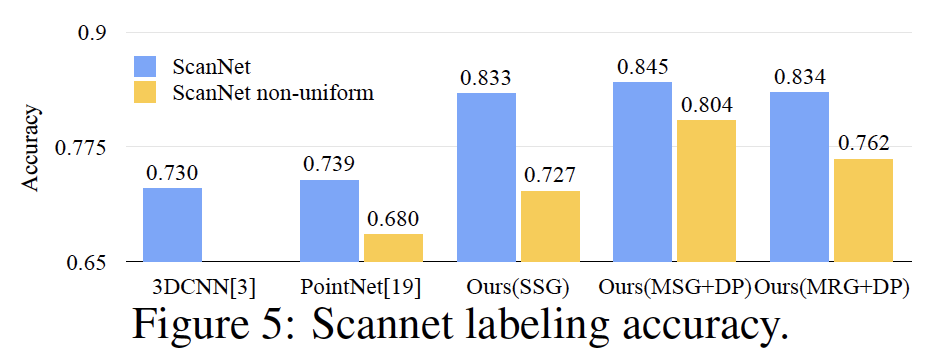 0.9
ScanNet
ScanNet non-uniform
Accuracy
0.775
0.65
0.730
0.739
0.680
0.833
0.727
0.845
0.804
0.834
0.762
3DCNN[3] PointNet[19] Ours(SSG) Ours(MSG+DP) Ours(MRG+DP)
Figure 5: Scannet labeling accuracy.